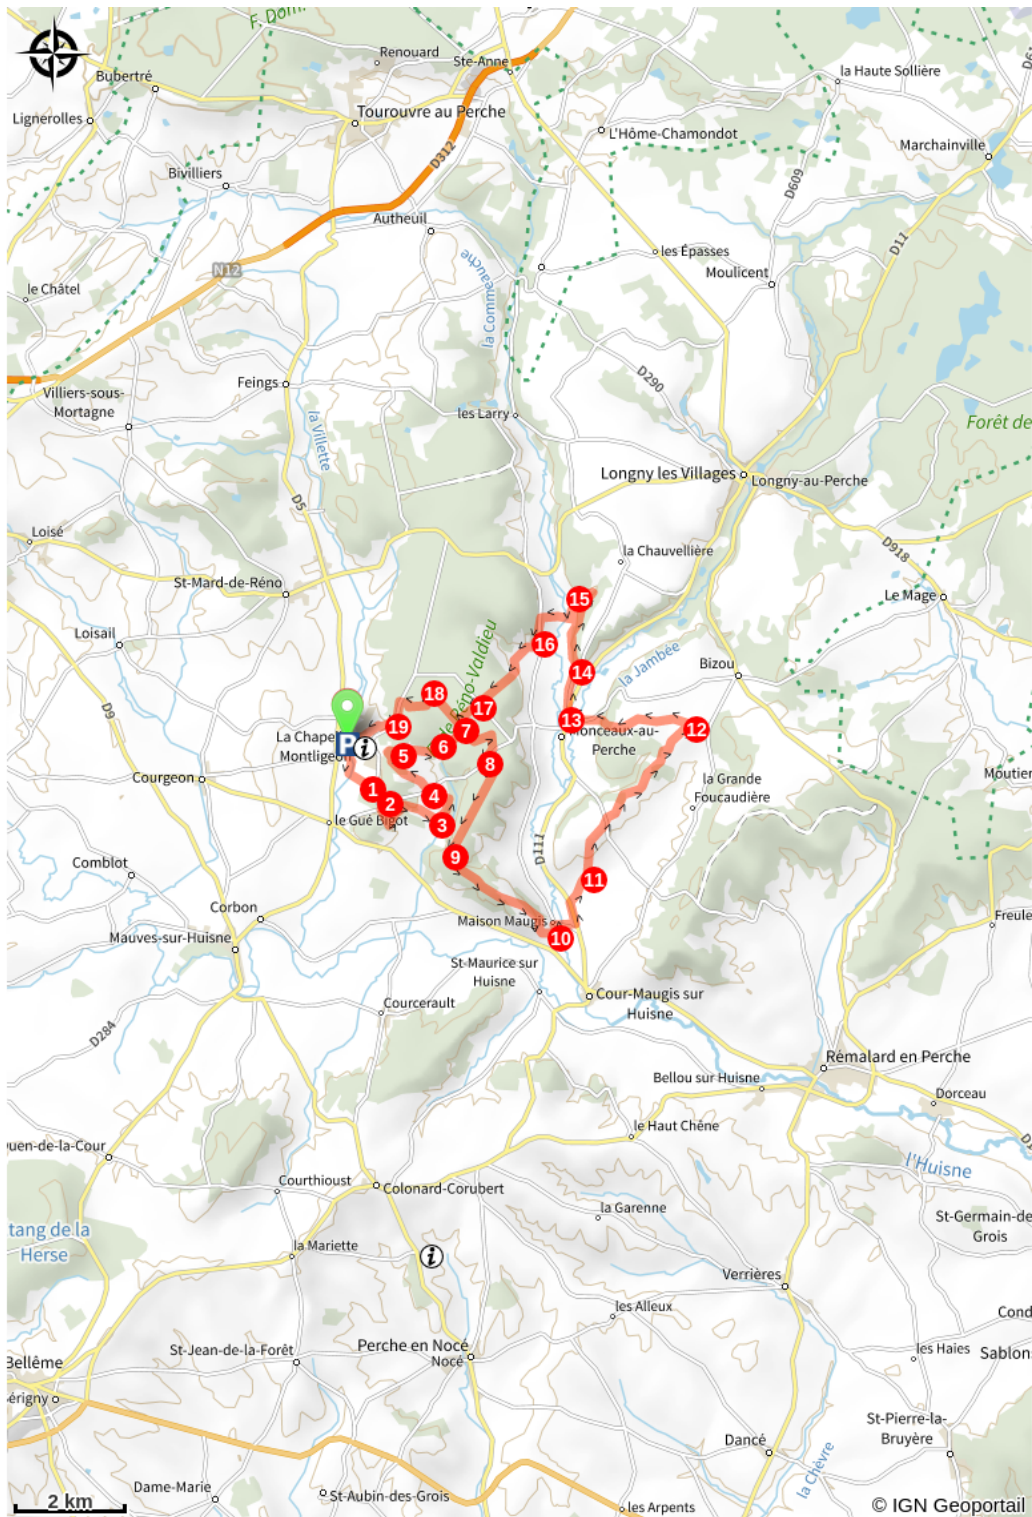 F. Dom
Renouard
Ste-Anne
Bubertré
la Haute Sollière
Tourouvre au Perche
Lignerolles
L'Hôme-Chamondot
D312
Marchainville
Bivilliers
D609
Autheuil
les Épasses
D11
la Commeauche
N12
Moulicent
le Châtel
Feings
D290
Villiers-sous-
Mortagne
la Villette
les Larry
Forêt de
Longny les Villages
Longny-au-Perche
D5
Loisé
la Chauvellière
D918
St-Mard-de-Réno
Le Mage
15
Loisail
16
la Jambée
Bizou
14
de Réno-Valdieu
18
17
D9
13
19
7
12
La Chape
Montligeon
P
i
6
Monceaux-au-
Perche
5
8
Courgeon
la Grande
Foucaudière
Moutier
1
4
2
le Gué Bigot
3
D111
9
Comblot
11
Corbon
Maison Maugis
Freule
Mauves-sur-Huisne
10
St-Maurice sur
Huisne
Courcerault
Cour-Maugis sur
Huisne
D284
Rémalard en Perche
Bellou sur Huisne
Dorceau
le Haut Chêne
uen-de-la-Cour
l'Huisne
Courthioust
Colonard-Corubert
la Garenne
St-Germain-de
Grois
tang de la
Herse
la Mariette
i
Verrières
les Alleux
Cond
Perche en Nocé
Nocé
St-Jean-de-la-Forêt
les Haies
Sablon
Bellême
érigny
St-Pierre-la-
Bruyère
Dancé
la Chèvre
Dame-Marie
St-Aubin-des-Grois
2 km
les Arpents
© IGN Geoportail